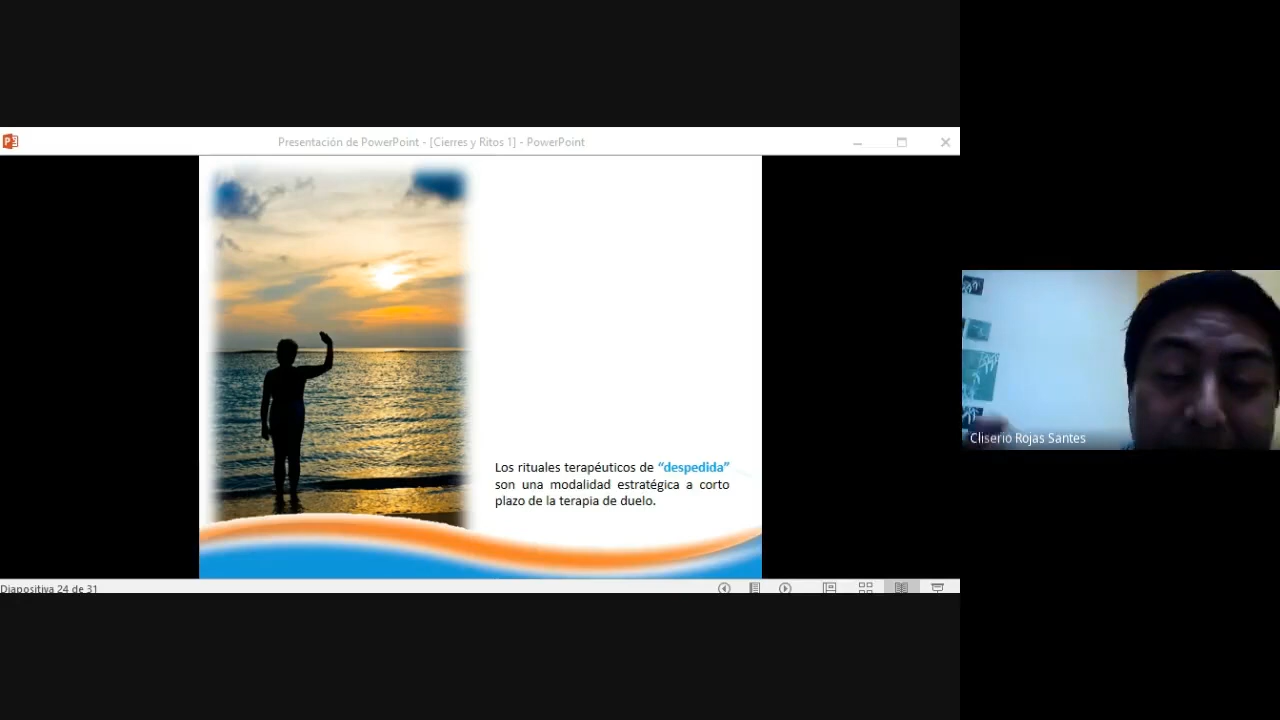 Presentación de PowerPoint - [Cierres y Ritos 1] - PowerPoint
Los rituales terapéuticos de “despedida”
son una modalidad estratégica a corto
plazo de la terapia de duelo.
Cliserio Rojas Santes
Diapositiva 24 de 31